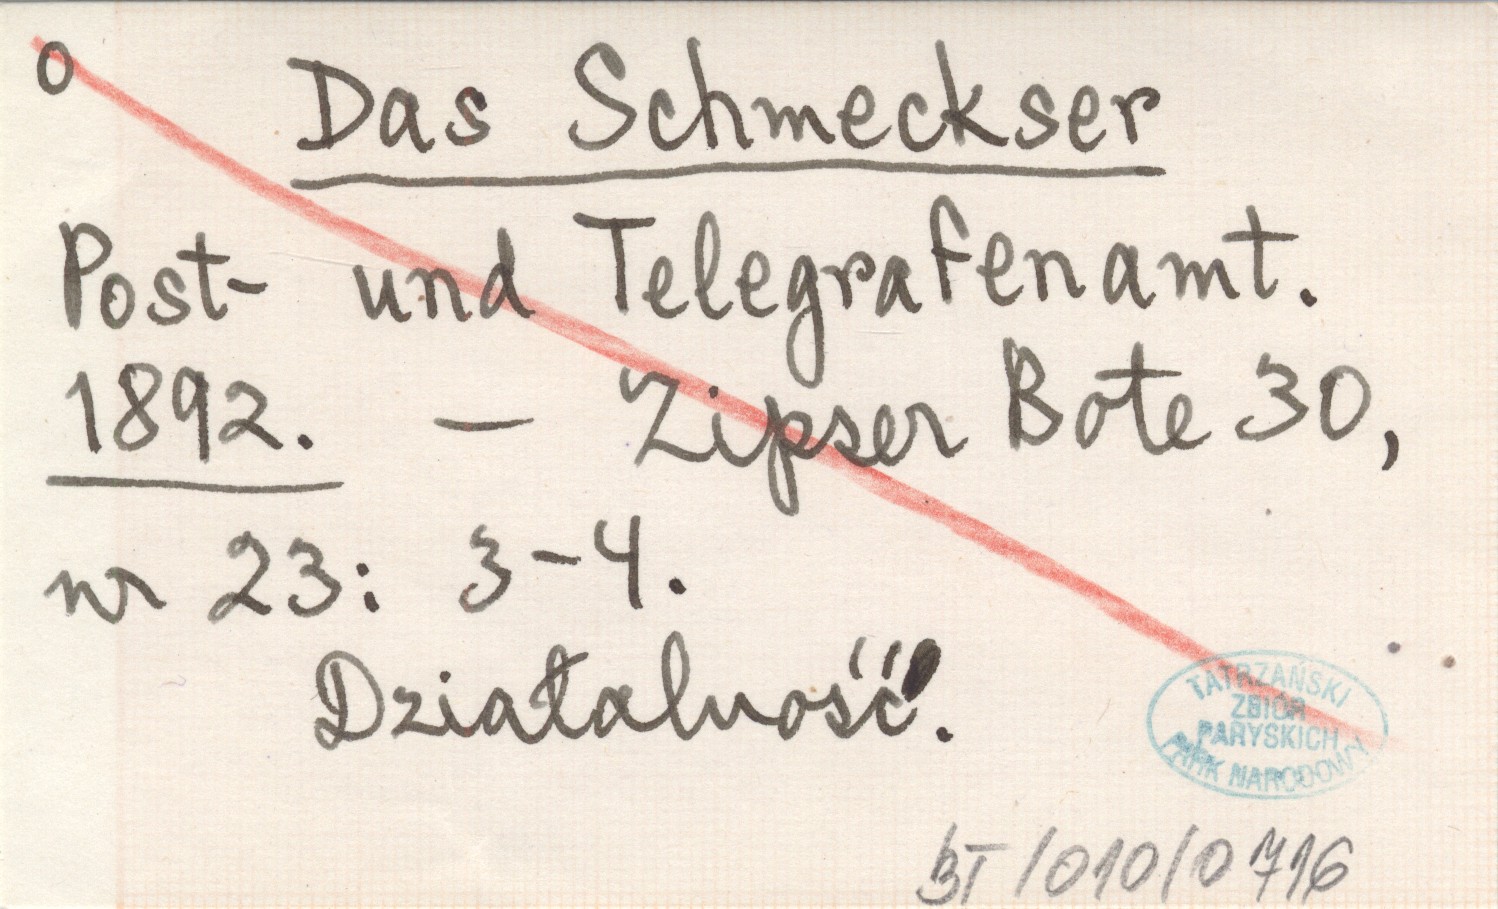 o Das Schmeckser
Post- und Telegrafenamt.
1892. — Zipser Bote 30,
nr 23: 3-4.
Działalność.
TATRZAŃSKI
ZBIÓR
PARYSKICH
PARK NARODOWY
BT/010/0716